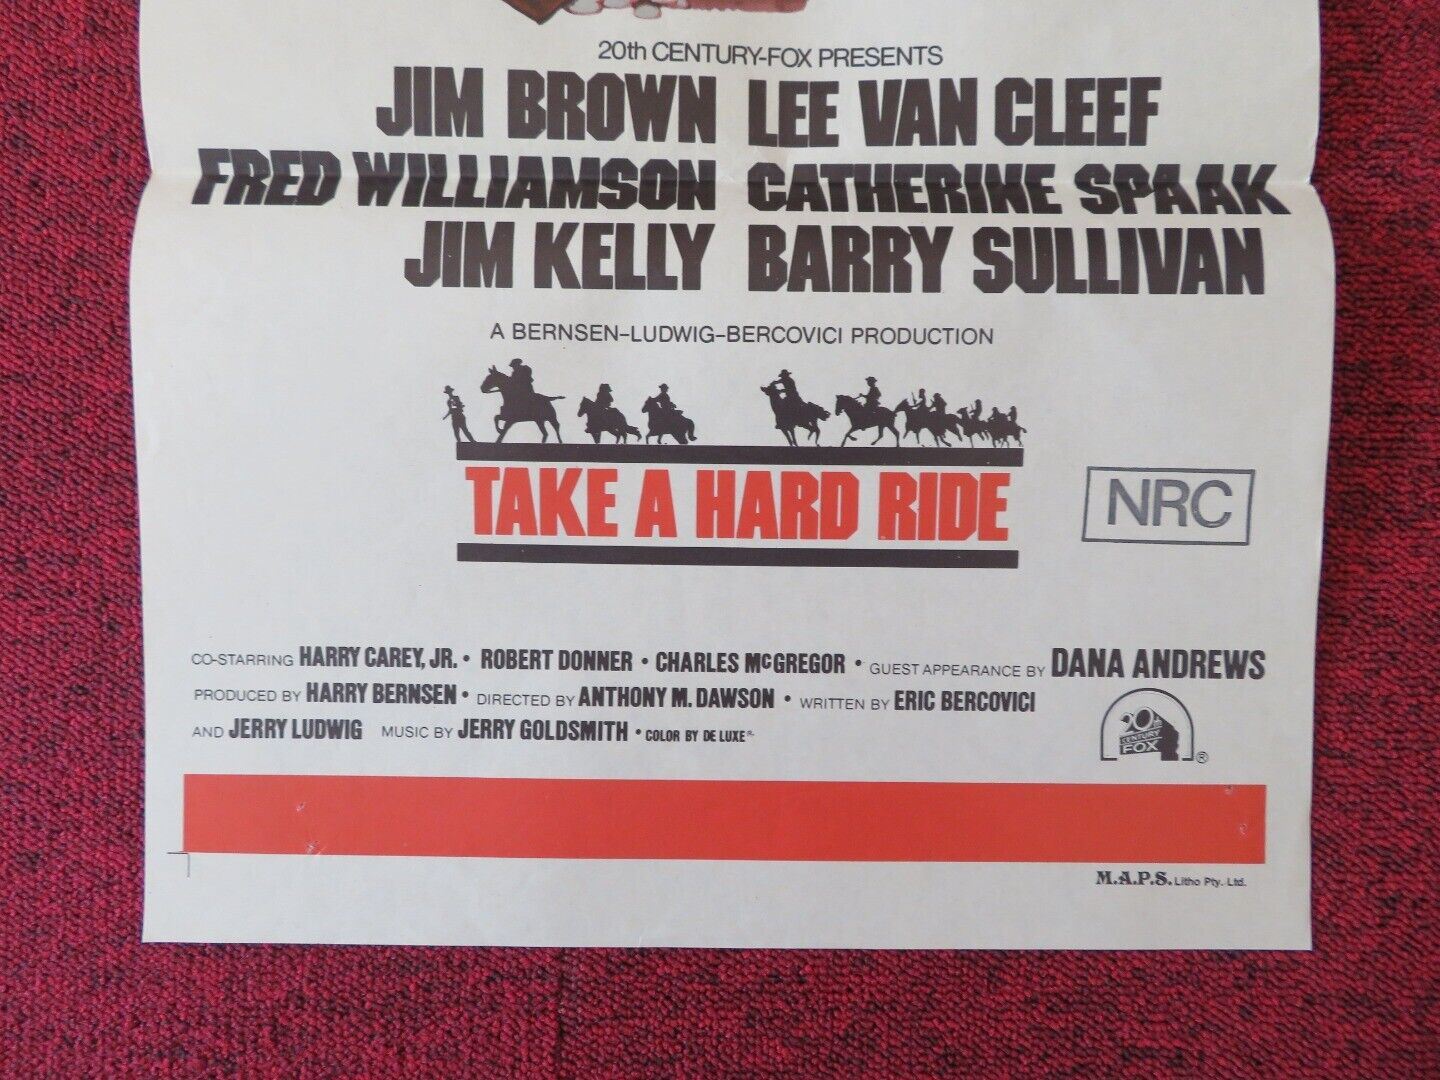 20th CENTURY-FOX PRESENTS
JIM BROWN LEE VAN CLEEF
FRED WILLIAMSON CATHERINE SPAAK
JIM KELLY BARRY SULLIVAN
A BERNSEN-LUDWIG-BERCOVICI PRODUCTION
TAKE A HARD RIDE
NRC
CO-STARRING HARRY CAREY, JR. • ROBERT DONNER • CHARLES McGREGOR • GUEST APPEARANCE BY DANA ANDREWS
PRODUCED BY HARRY BERNSEN • DIRECTED BY ANTHONY M. DAWSON • WRITTEN BY ERIC BERCOVICI
AND JERRY LUDWIG MUSIC BY JERRY GOLDSMITH • COLOR BY DE LUXE®
20th
CENTURY
FOX
®
M.A.P.S. Litho Pty. Ltd.